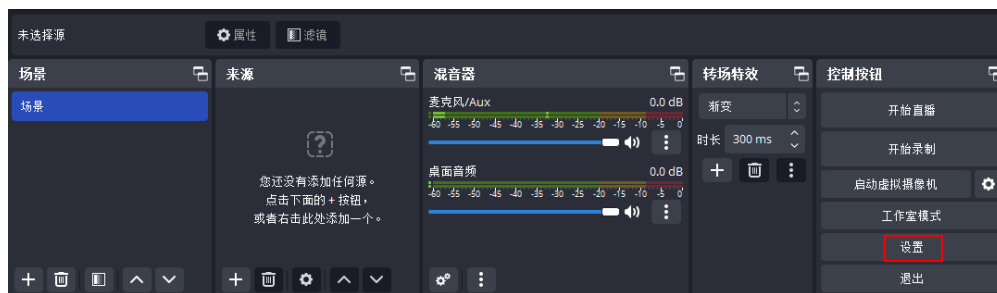 未选择源
属性
滤镜
场景
来源
混音器
转场特效
控制按钮
场景
您还没有添加任何源。
点击下面的 + 按钮，
或者右击此处添加一个。
麦克风/Aux
0.0 dB
-60 -55 -50 -45 -40 -35 -30 -25 -20 -15 -10 -5 0
桌面音频
0.0 dB
-60 -55 -50 -45 -40 -35 -30 -25 -20 -15 -10 -5 0
渐变
时长 300 ms
开始直播
开始录制
启动虚拟摄像机
工作室模式
设置
退出